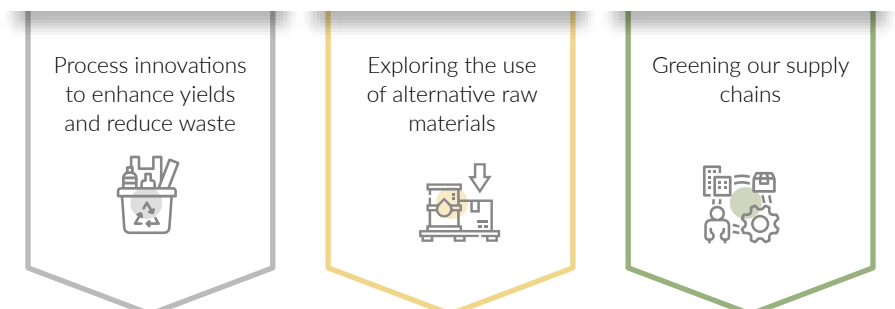 Process innovations
to enhance yields
and reduce waste
Exploring the use
of alternative raw
materials
Greening our supply
chains